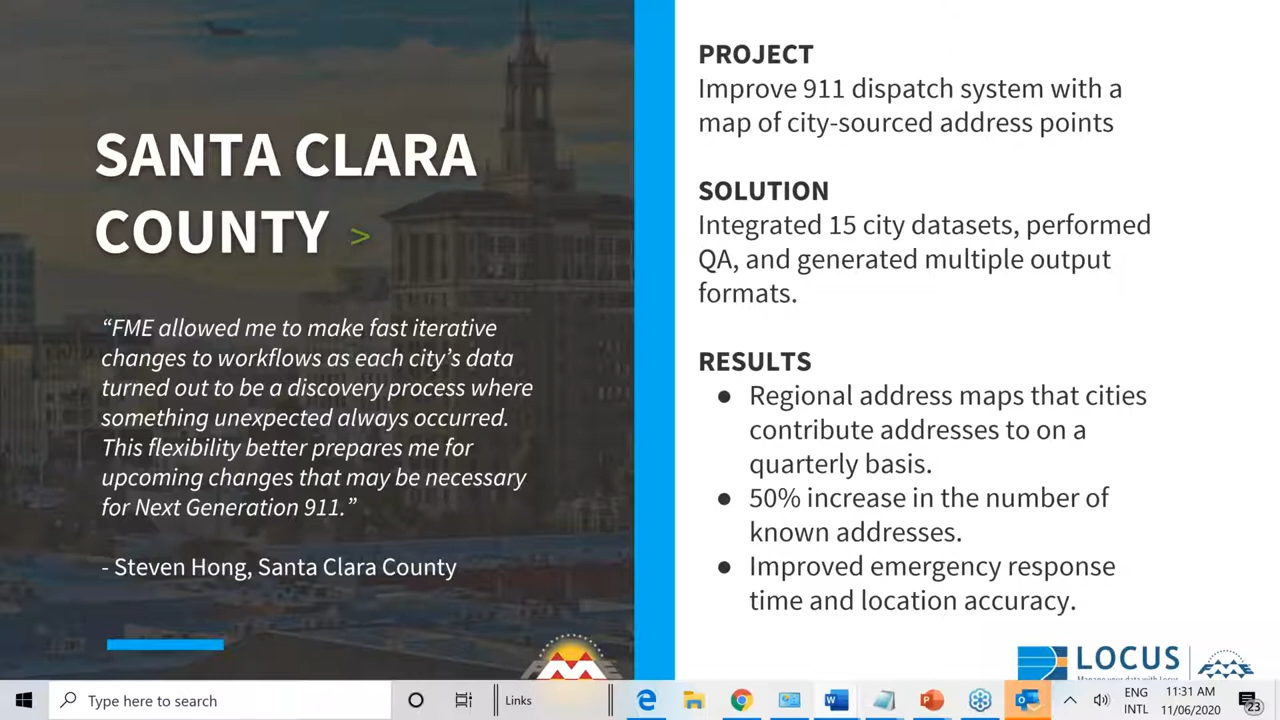 SANTA CLARA
COUNTY >
“FME allowed me to make fast iterative
changes to workflows as each city’s data
turned out to be a discovery process where
something unexpected always occurred.
This flexibility better prepares me for
upcoming changes that may be necessary
for Next Generation 911.”
- Steven Hong, Santa Clara County
PROJECT
Improve 911 dispatch system with a
map of city-sourced address points
SOLUTION
Integrated 15 city datasets, performed
QA, and generated multiple output
formats.
RESULTS
● Regional address maps that cities
contribute addresses to on a
quarterly basis.
● 50% increase in the number of
known addresses.
● Improved emergency response
time and location accuracy.
LOCUS
Manage your data with Locus
Type here to search
Links
ENG
INTL
11:31 AM
11/06/2020
23